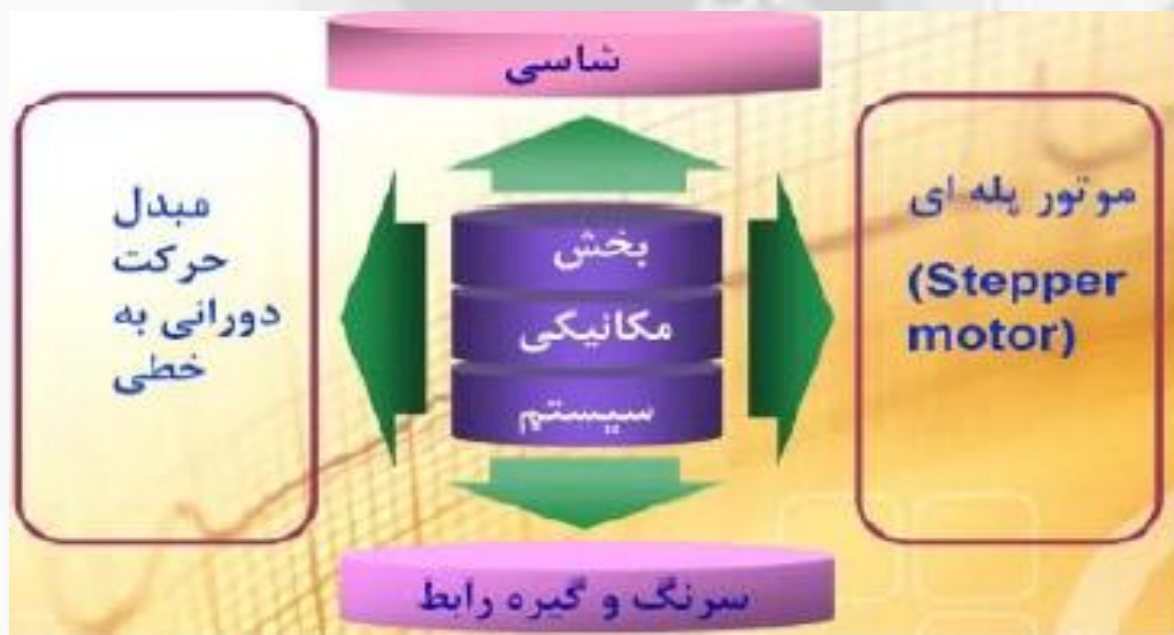 شاسی
موتور پله ای
(Stepper
motor)
بخش
مکانیکی
سیستم
مبدل
حرکت
دورانی به
خطی
سرنگ و گیره رابط